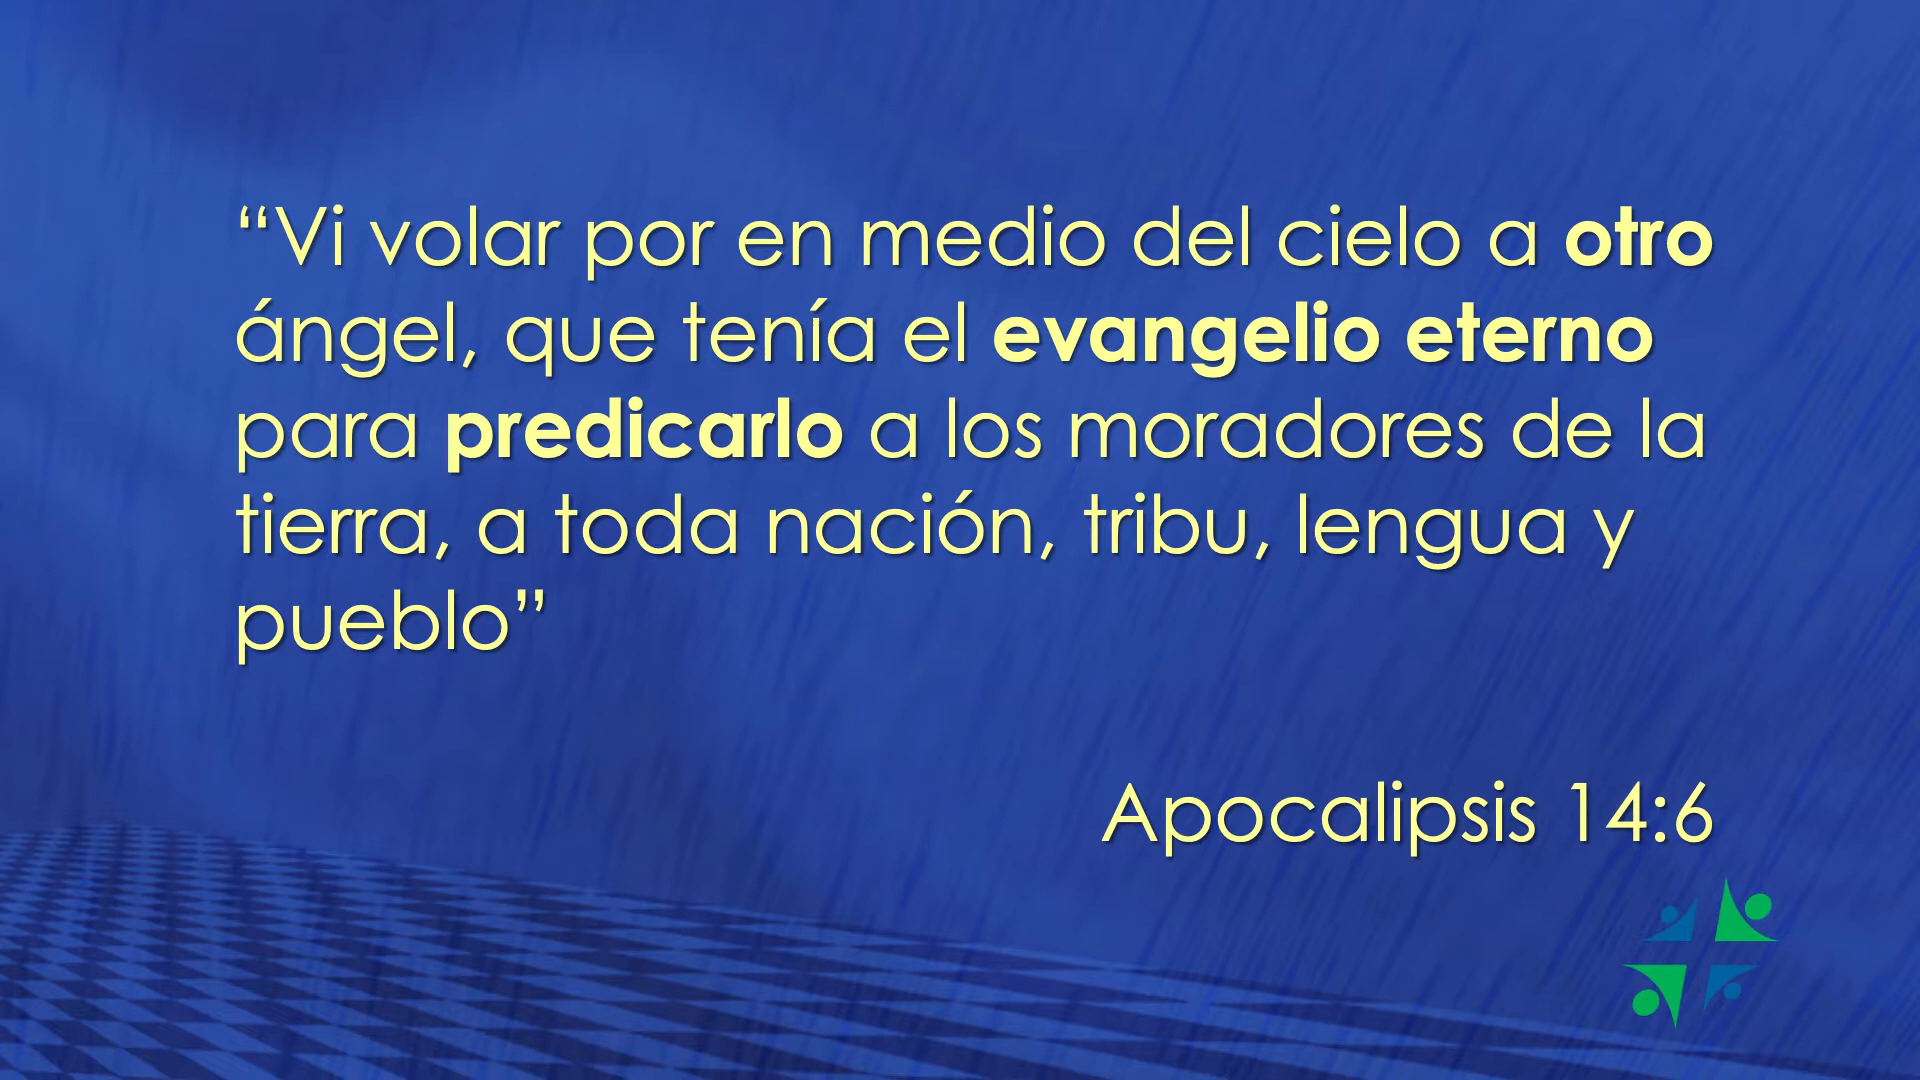 “Vi volar por en medio del cielo a otro
ángel, que tenía el evangelio eterno
para predicarlo a los moradores de la
tierra, a toda nación, tribu, lengua y
pueblo”
Apocalipsis 14:6